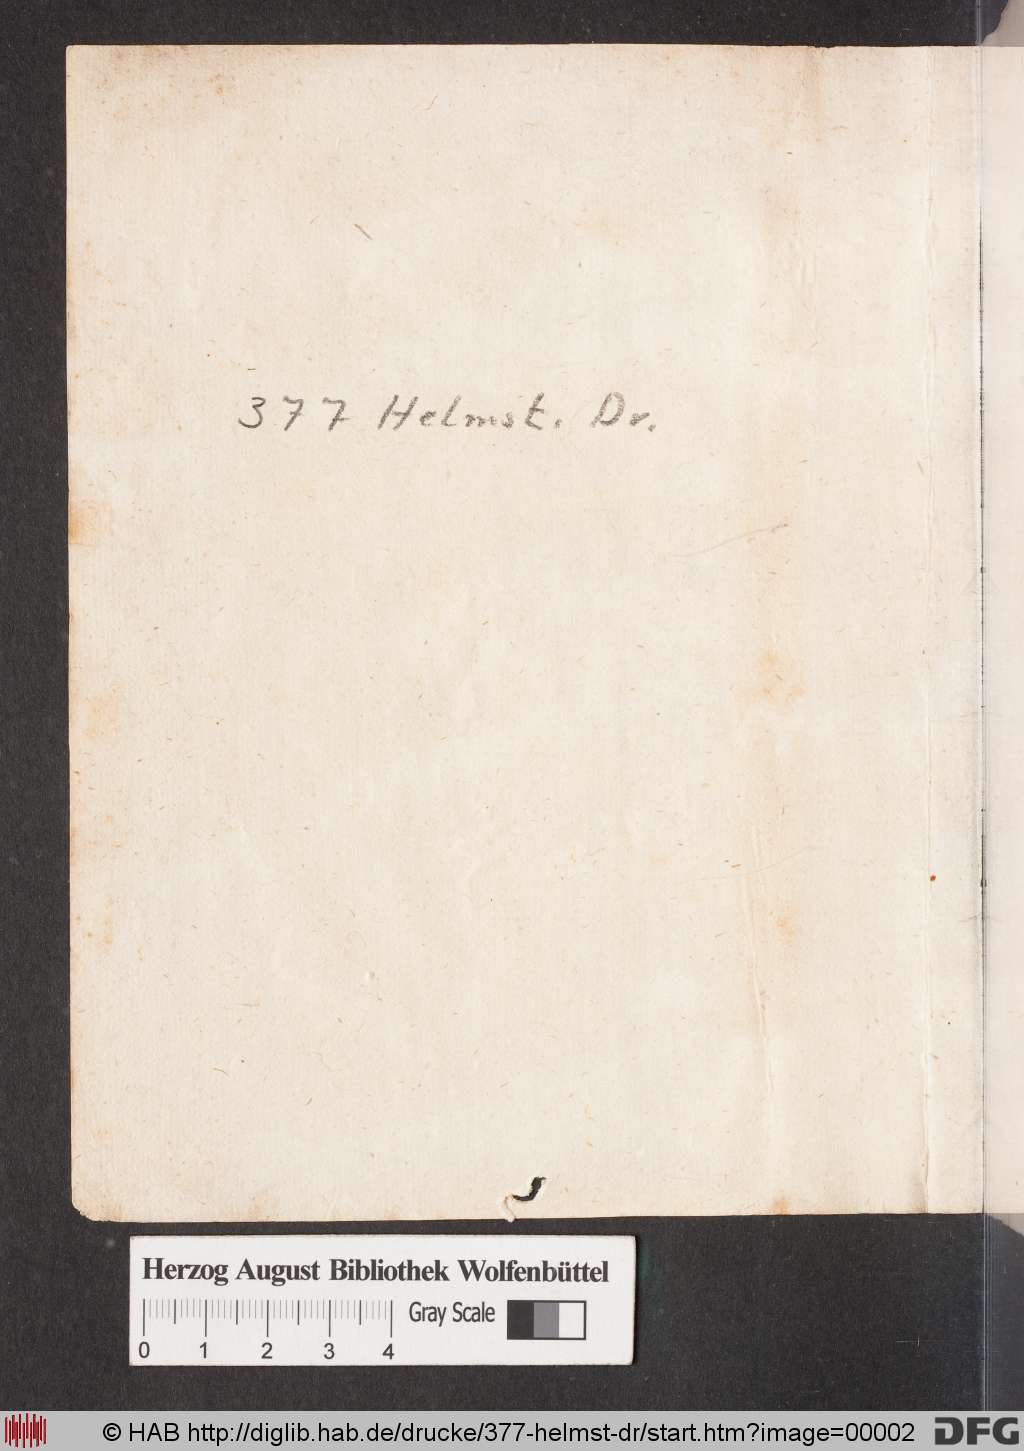 377 Helmst. Dr.
Herzog August Bibliothek Wolfenbüttel
Gray Scale
0 1 2 3 4
© HAB http://diglib.hab.de/drucke/377-helmst-dr/start.htm?image=00002
DFG